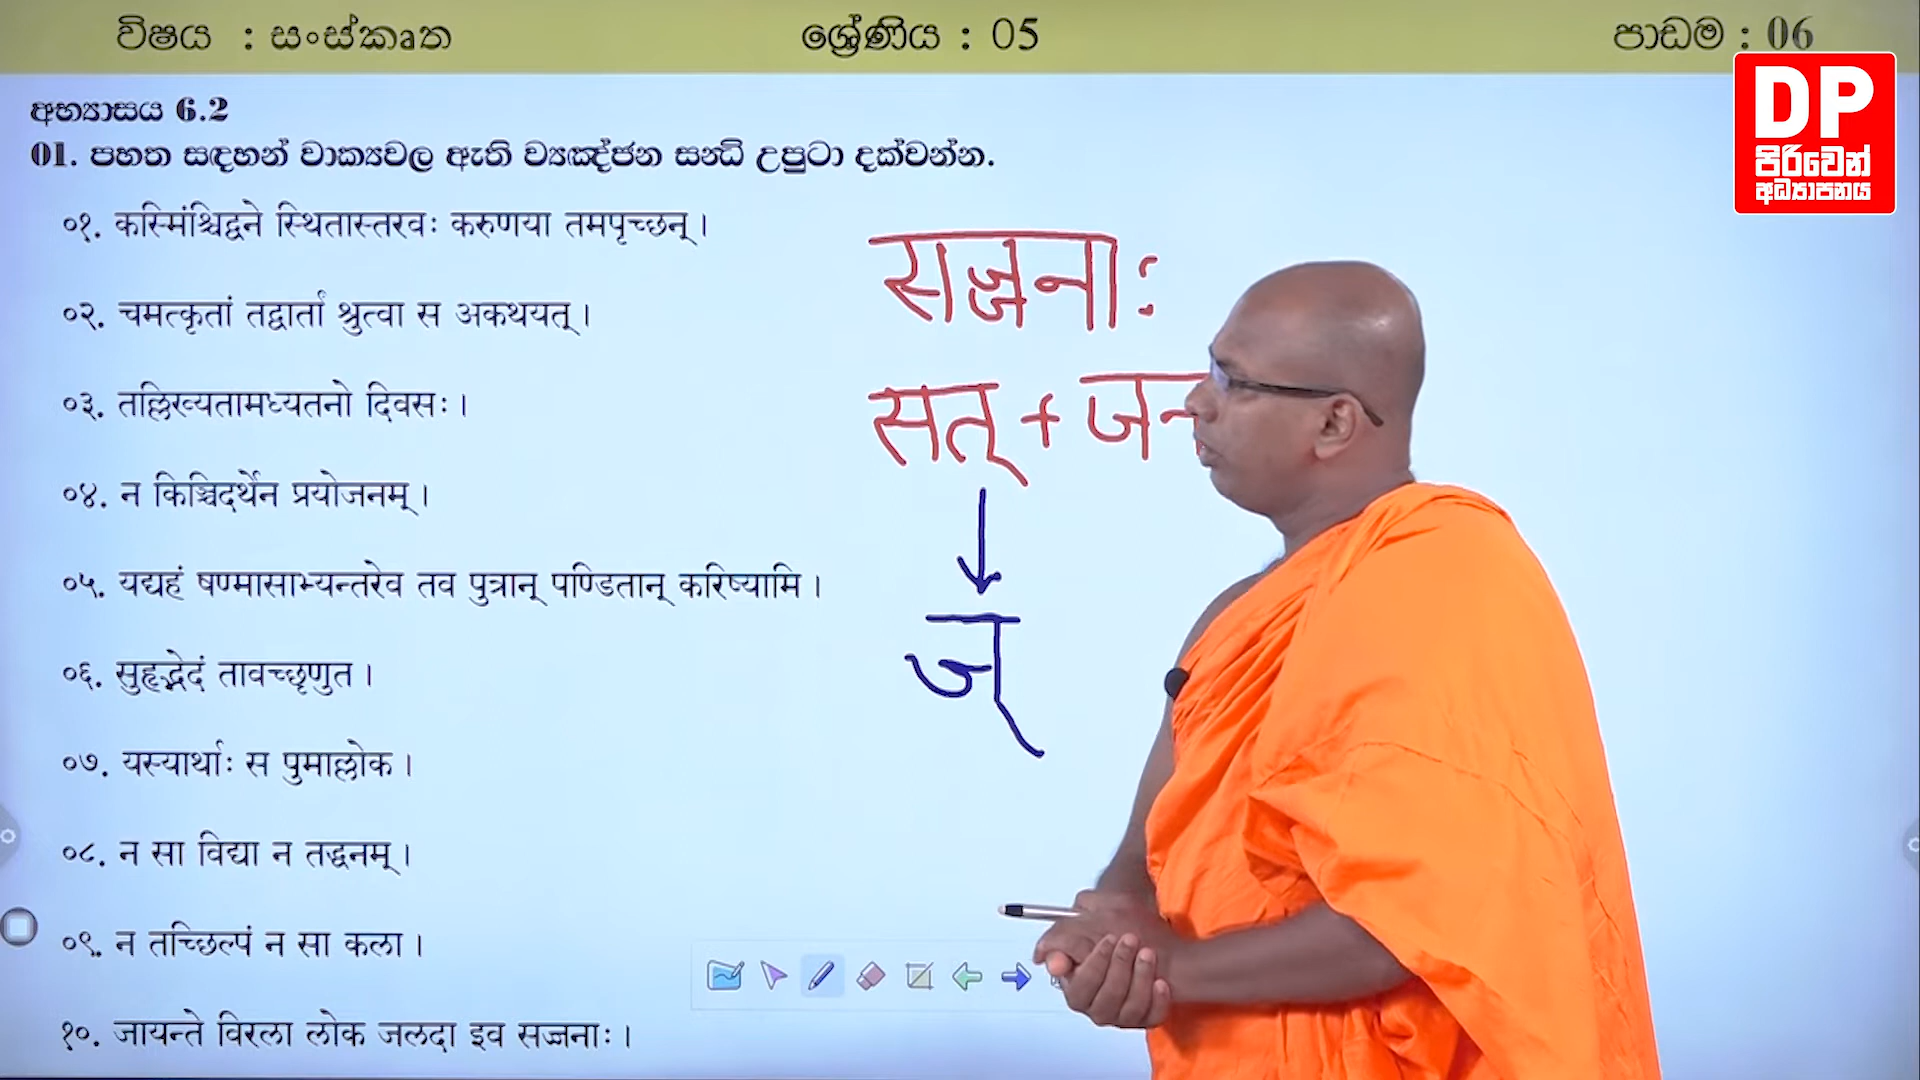 විෂය : සංස්කෘත ශ්‍රේණිය : 05 පාඩම : 06
DP
පිරිවෙන්
අධ්‍යාපනය
අභ්‍යාසය 6.2
01. පහත සඳහන් වාක්‍යවල ඇති ව්‍යඤ්ජන සන්ධි උපුටා දක්වන්න.
०१. कस्मिंश्चिद्वने स्थितास्तरवः करुणया तमपृच्छन् ।
०२. चमत्कृतां तद्वार्तां श्रुत्वा स अकथयत् ।
०३. तल्लिख्यतामध्यतनो दिवसः ।
०४. न किञ्चिदर्थेन प्रयोजनम् ।
०५. यद्यहं षण्मासाभ्यन्तरेव तव पुत्रान् पण्डितान् करिष्यामि ।
०६. सुहृद्भेदं तावच्छृणुत ।
०७. यस्यार्थाः स पुमाल्लोक ।
०८. न सा विद्या न तद्धनम् ।
०९. न तच्छिल्पं न सा कला ।
१०. जायन्ते विरला लोक जलदा इव सज्जनाः ।
सज्जनाः
सत् + जन
ज्